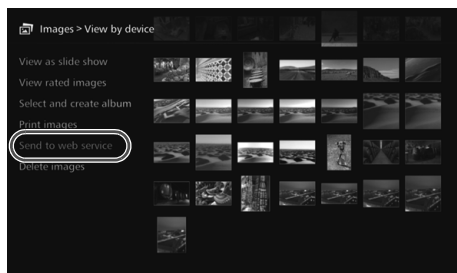 Images > View by device
View as slide show
View rated images
Select and create album
Print images
Send to web service
Delete images